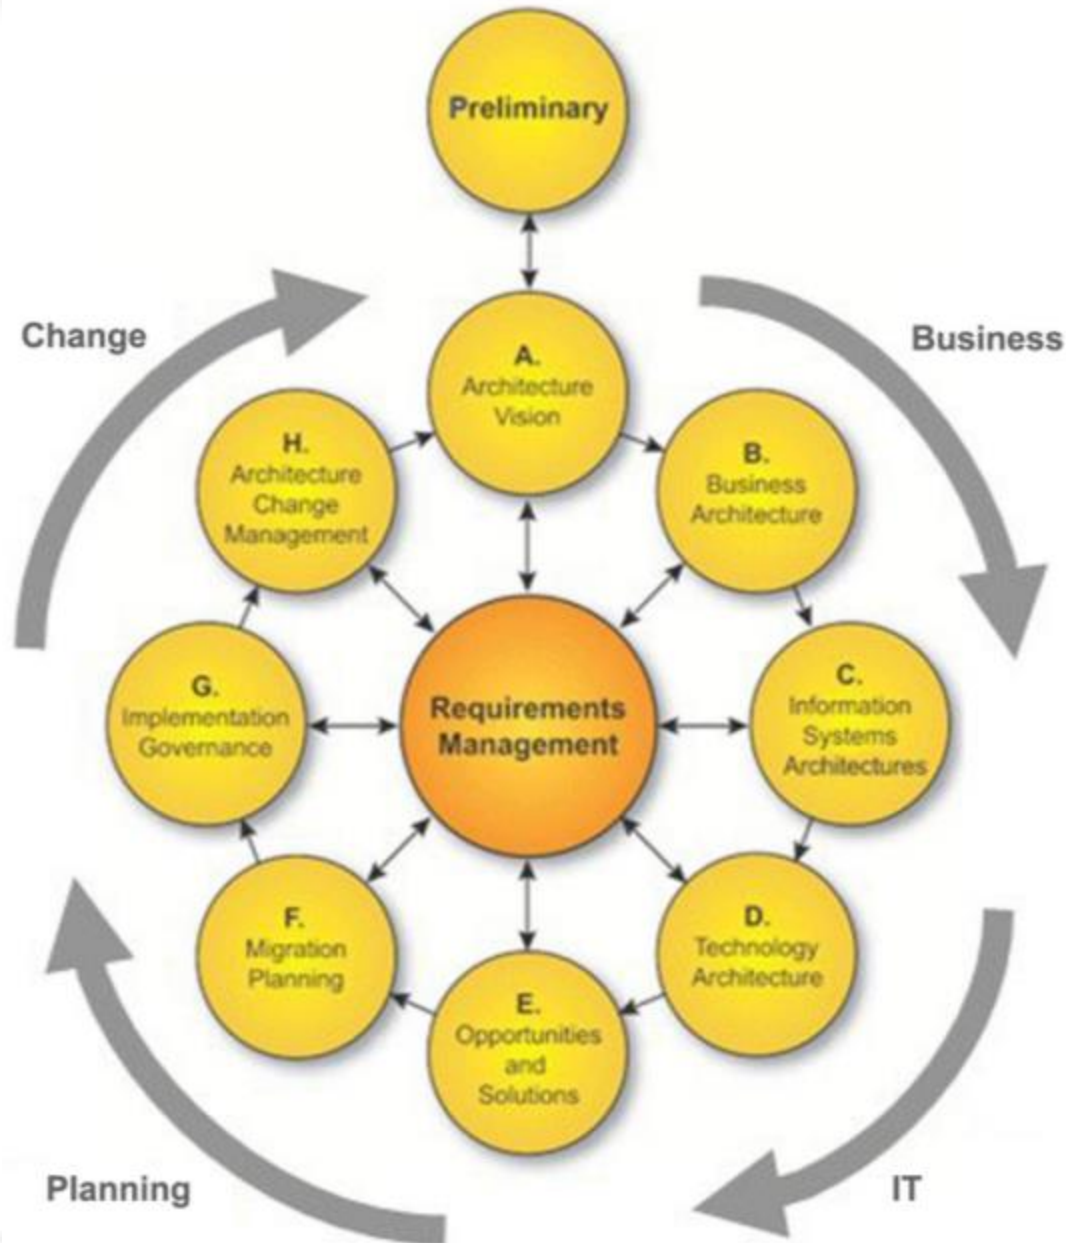 Preliminary
Change
Business
A.
Architecture
Vision
H.
Architecture
Change
Management
B.
Business
Architecture
G.
Implementation
Governance
Requirements
Management
C.
Information
Systems
Architectures
F.
Migration
Planning
D.
Technology
Architecture
E.
Opportunities
and
Solutions
Planning
IT